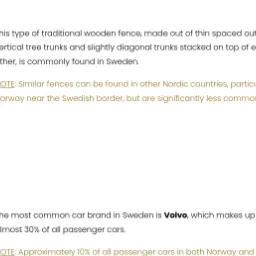 his type of traditional wooden fence, made out of thin spaced out
ertical tree trunks and slightly diagonal trunks stacked on top of e
ther, is commonly found in Sweden.
NOTE: Similar fences can be found in other Nordic countries, particu
orway near the Swedish border, but are significantly less commo
he most common car brand in Sweden is Volvo, which makes up
lmost 30% of all passenger cars.
NOTE: Approximately 10% of all passenger cars in both Norway and